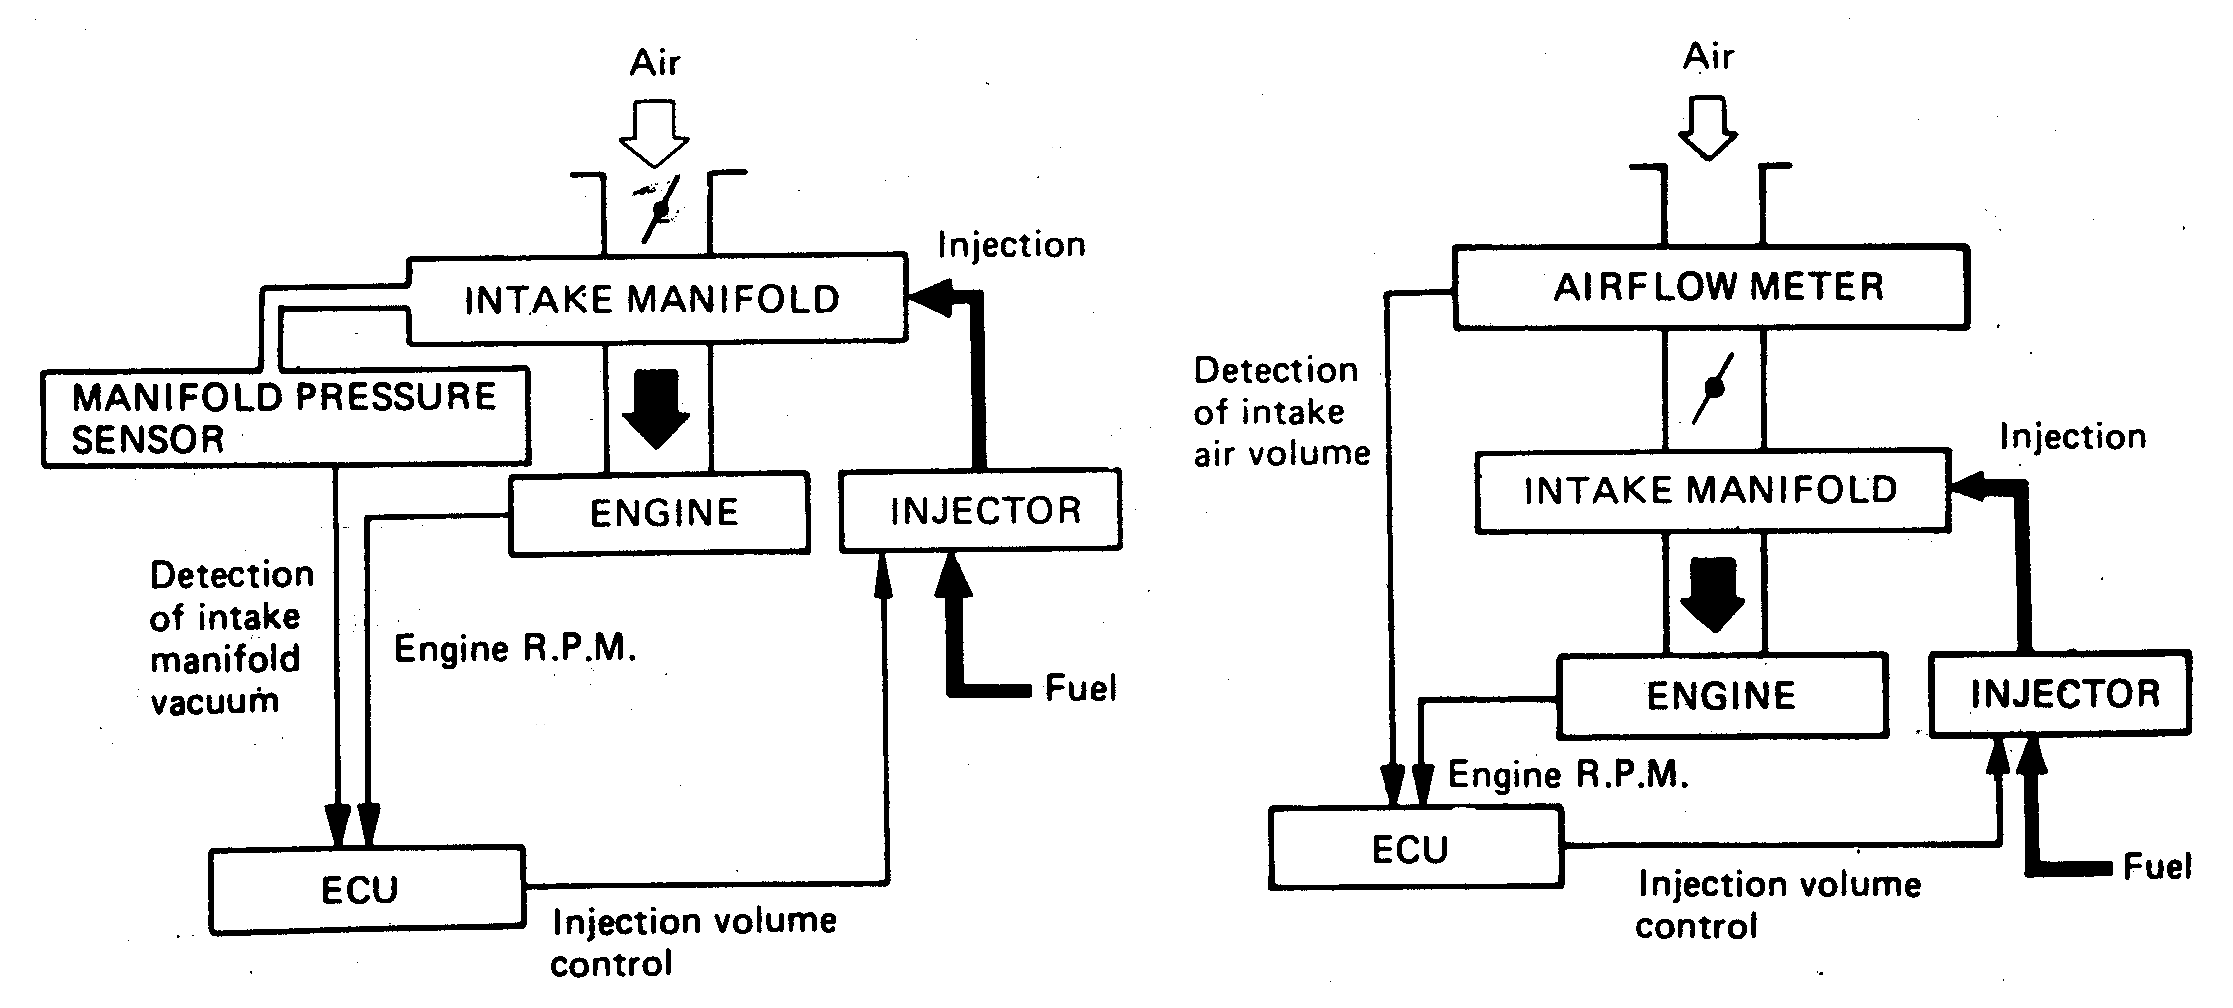 Air
Injection
INTAKE MANIFOLD
MANIFOLD PRESSURE
SENSOR
ENGINE
INJECTOR
Detection
of intake
manifold
vacuum
Engine R.P.M.
Fuel
ECU
Injection volume
control
Air
AIRFLOW METER
Detection
of intake
air volume
Injection
INTAKE MANIFOLD
ENGINE
INJECTOR
Engine R.P.M.
ECU
Fuel
Injection volume
control